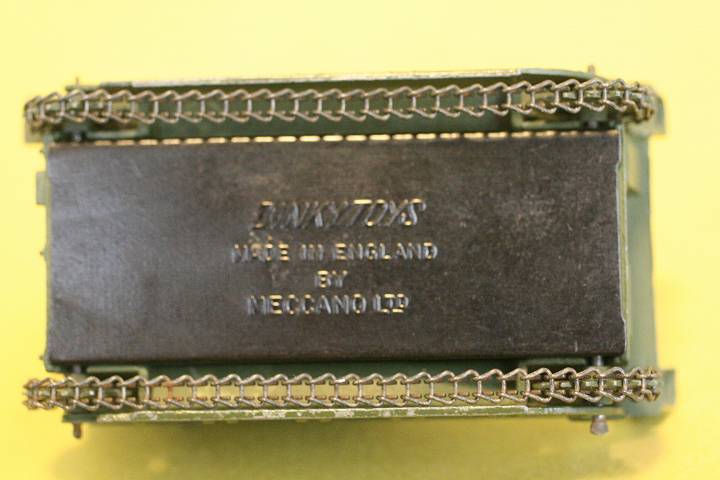 DINKY TOYS
MADE IN ENGLAND
BY
MECCANO LTD